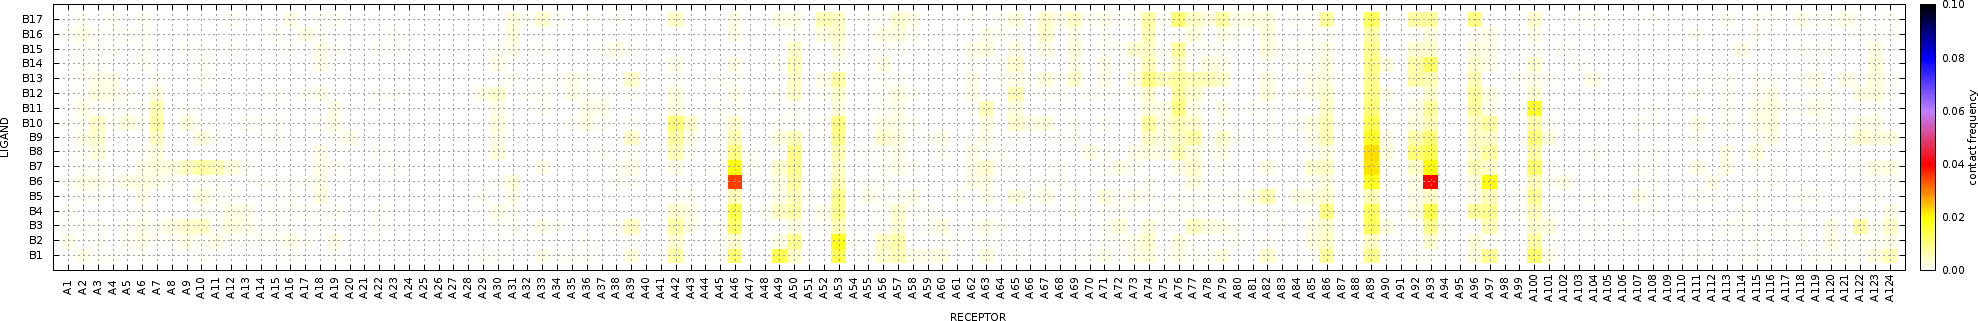 B17
B16
B15
B14
B13
B12
B11
B10
B9
B8
B7
B6
B5
B4
B3
B2
B1
LIGAND
A1 A2 A3 A4 A5 A6 A7 A8 A9 A10 A11 A12 A13 A14 A15 A16 A17 A18 A19 A20 A21 A22 A23 A24 A25 A26 A27 A28 A29 A30 A31 A32 A33 A34 A35 A36 A37 A38 A39 A40 A41 A42 A43 A44 A45 A46 A47 A48 A49 A50 A51 A52 A53 A54 A55 A56 A57 A58 A59 A60 A61 A62 A63 A64 A65 A66 A67 A68 A69 A70 A71 A72 A73 A74 A75 A76 A77 A78 A79 A80 A81 A82 A83 A84 A85 A86 A87 A88 A89 A90 A91 A92 A93 A94 A95 A96 A97 A98 A99 A100 A101 A102 A103 A104 A105 A106 A107 A108 A109 A110 A111 A112 A113 A114 A115 A116 A117 A118 A119 A120 A121 A122 A123 A124
RECEPTOR
0.10
0.08
0.06
0.04
0.02
0.00
contact frequency